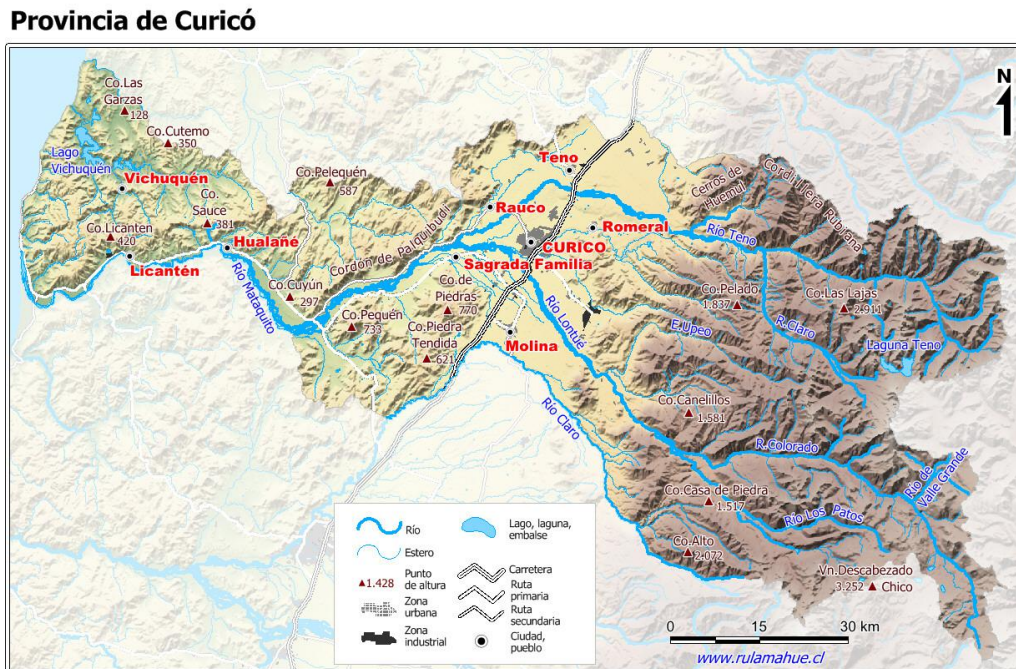 Provincia de Curicó
N
Co.Las
Garzas
128
Co.Cutemo
350
Lago
Vichuquén
Vichuquén
Co.
Sauce
381
Co.Licanten
420
Licantén
Hualañe
Río Mataquito
Co.Pelequén
587
Cordón de Palquibudi
Co.Cuyún
297
Co.Pequén
733
Co.de
Piedras
770
Co.Piedra
Tendida
621
Teno
Rauco
Romeral
CURICO
Sagrada Familia
Molina
Río Lontué
Río Claro
Cerros de
Huemul
Cordillera Rubiana
Río Teno
Co.Pelado
1.837
Co.Las Lajas
2.911
E.Upeo
R.Claro
Laguna Teno
Co.Canelillos
1.581
R.Colorado
Río de
Valle Grande
Co.Casa de Piedra
1.517
Río Los Patos
Co.Alto
2.072
Vn.Descabezado
3.252
Chico
Río
Estero
1.428
Punto
de altura
Zona
urbana
Zona
industrial
Lago, laguna,
embalse
Carretera
Ruta
primaria
Ruta
secundaria
Ciudad,
pueblo
0 15 30 km
www.rulamahue.cl